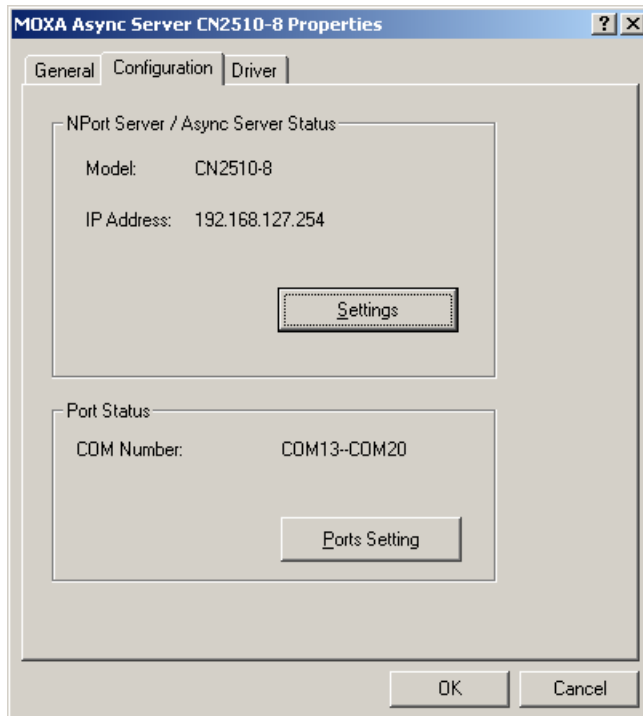 MOXA Async Server CN2510-8 Properties
General Configuration Driver
NPort Server / Async Server Status
Model: CN2510-8
IP Address: 192.168.127.254
Settings
Port Status
COM Number: COM13--COM20
Ports Setting
OK Cancel